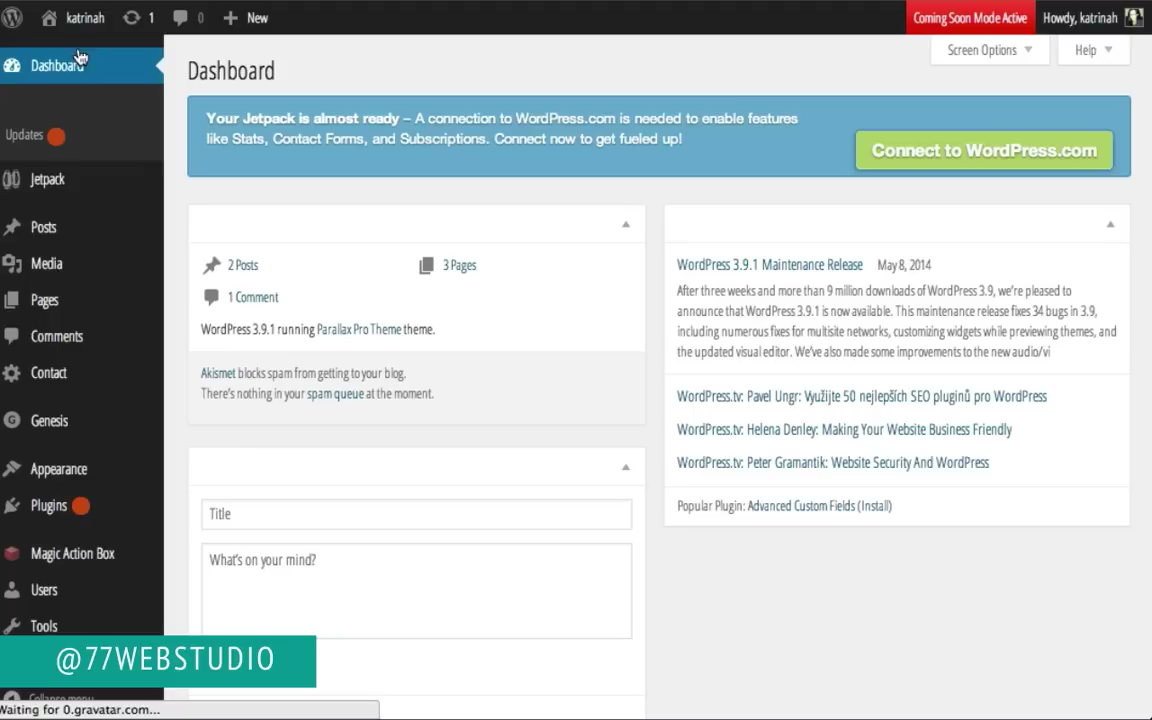 katrinah 1 0 New Coming Soon Mode Active Howdy, katrinah
Screen Options Help
Dashboard
Updates
Jetpack
Posts
Media
Pages
Comments
Contact
Genesis
Appearance
Plugins
Magic Action Box
Users
Tools
Collapse menu
Dashboard
Your Jetpack is almost ready – A connection to WordPress.com is needed to enable features
like Stats, Contact Forms, and Subscriptions. Connect now to get fueled up!
Connect to WordPress.com
2 Posts 3 Pages
1 Comment
WordPress 3.9.1 running Parallax Pro Theme theme.
Akismet blocks spam from getting to your blog.
There's nothing in your spam queue at the moment.
Title
What's on your mind?
WordPress 3.9.1 Maintenance Release May 8, 2014
After three weeks and more than 9 million downloads of WordPress 3.9, we're pleased to
announce that WordPress 3.9.1 is now available. This maintenance release fixes 34 bugs in 3.9,
including numerous fixes for multisite networks, customizing widgets while previewing themes, and
the updated visual editor. We've also made some improvements to the new audio/vi
WordPress.tv: Pavel Ungr: Využijte 50 nejlepších SEO pluginů pro WordPress
WordPress.tv: Helena Denley: Making Your Website Business Friendly
WordPress.tv: Peter Gramantik: Website Security And WordPress
Popular Plugin: Advanced Custom Fields (Install)
@77WEBSTUDIO
Waiting for 0.gravatar.com...